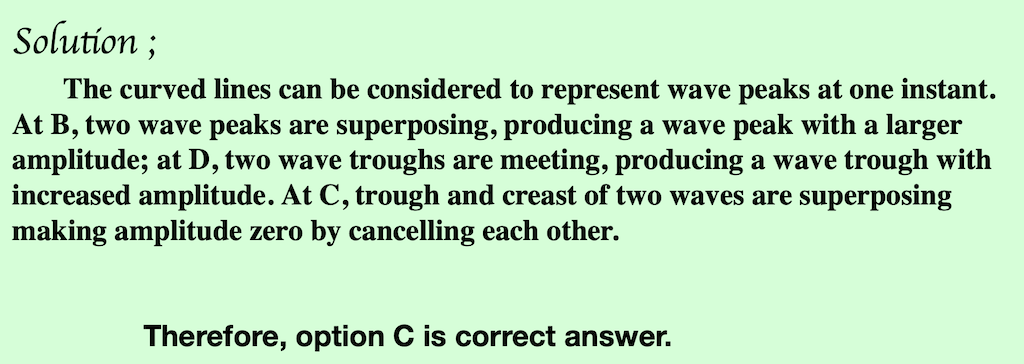 Solution ;
The curved lines can be considered to represent wave peaks at one instant.
At B, two wave peaks are superposing, producing a wave peak with a larger
amplitude; at D, two wave troughs are meeting, producing a wave trough with
increased amplitude. At C, trough and creast of two waves are superposing
making amplitude zero by cancelling each other.
Therefore, option C is correct answer.